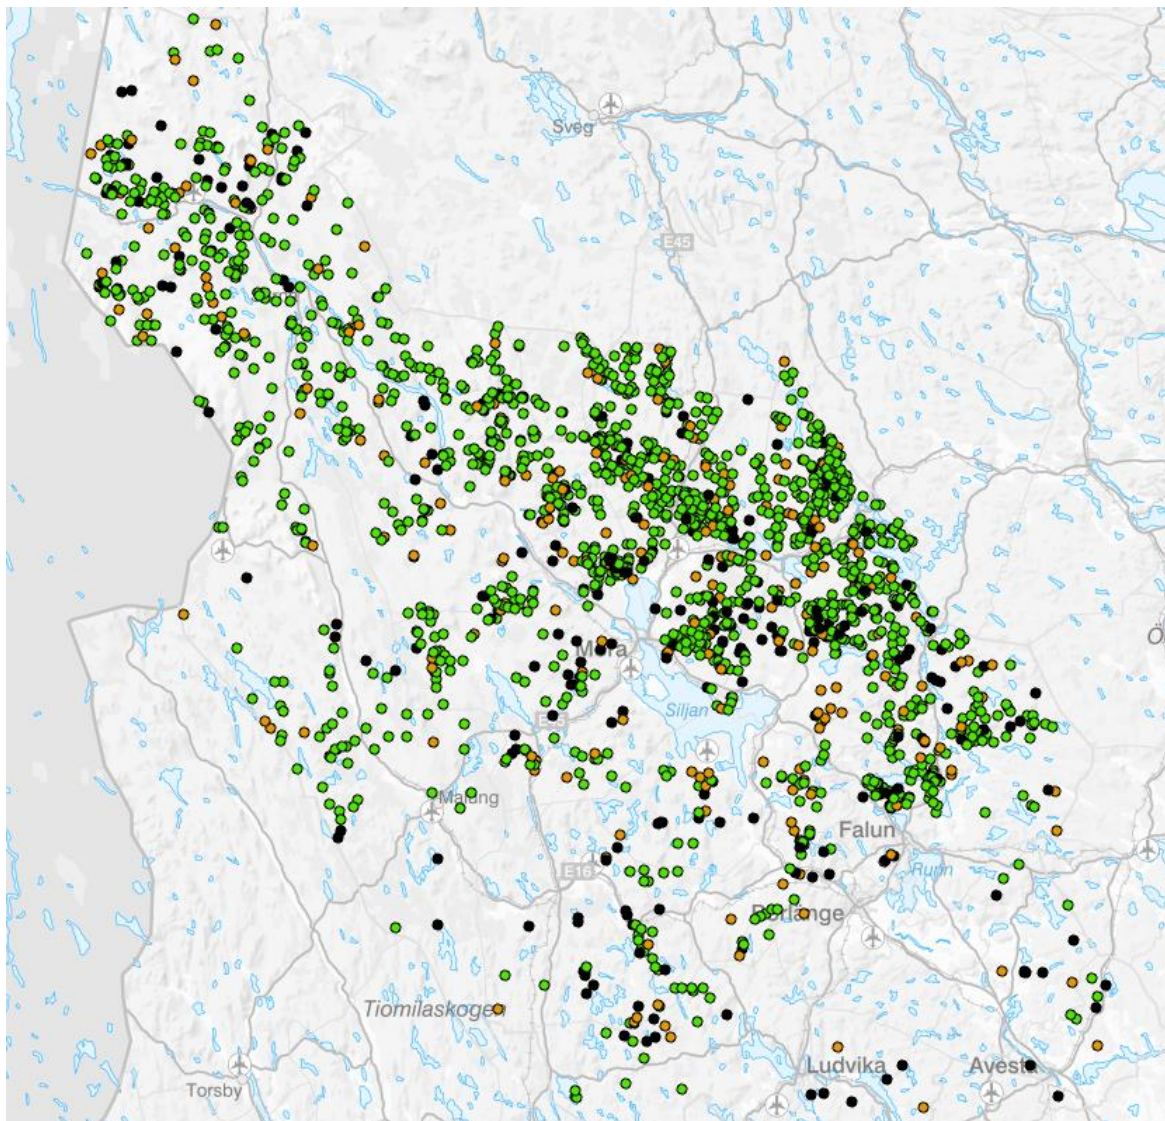 Sveg
E45
Mora
Siljan
E45
Malung
Falun
E16
Runn
Borlänge
Tiomilaskogen
Ludvika
Avesta
Torsby